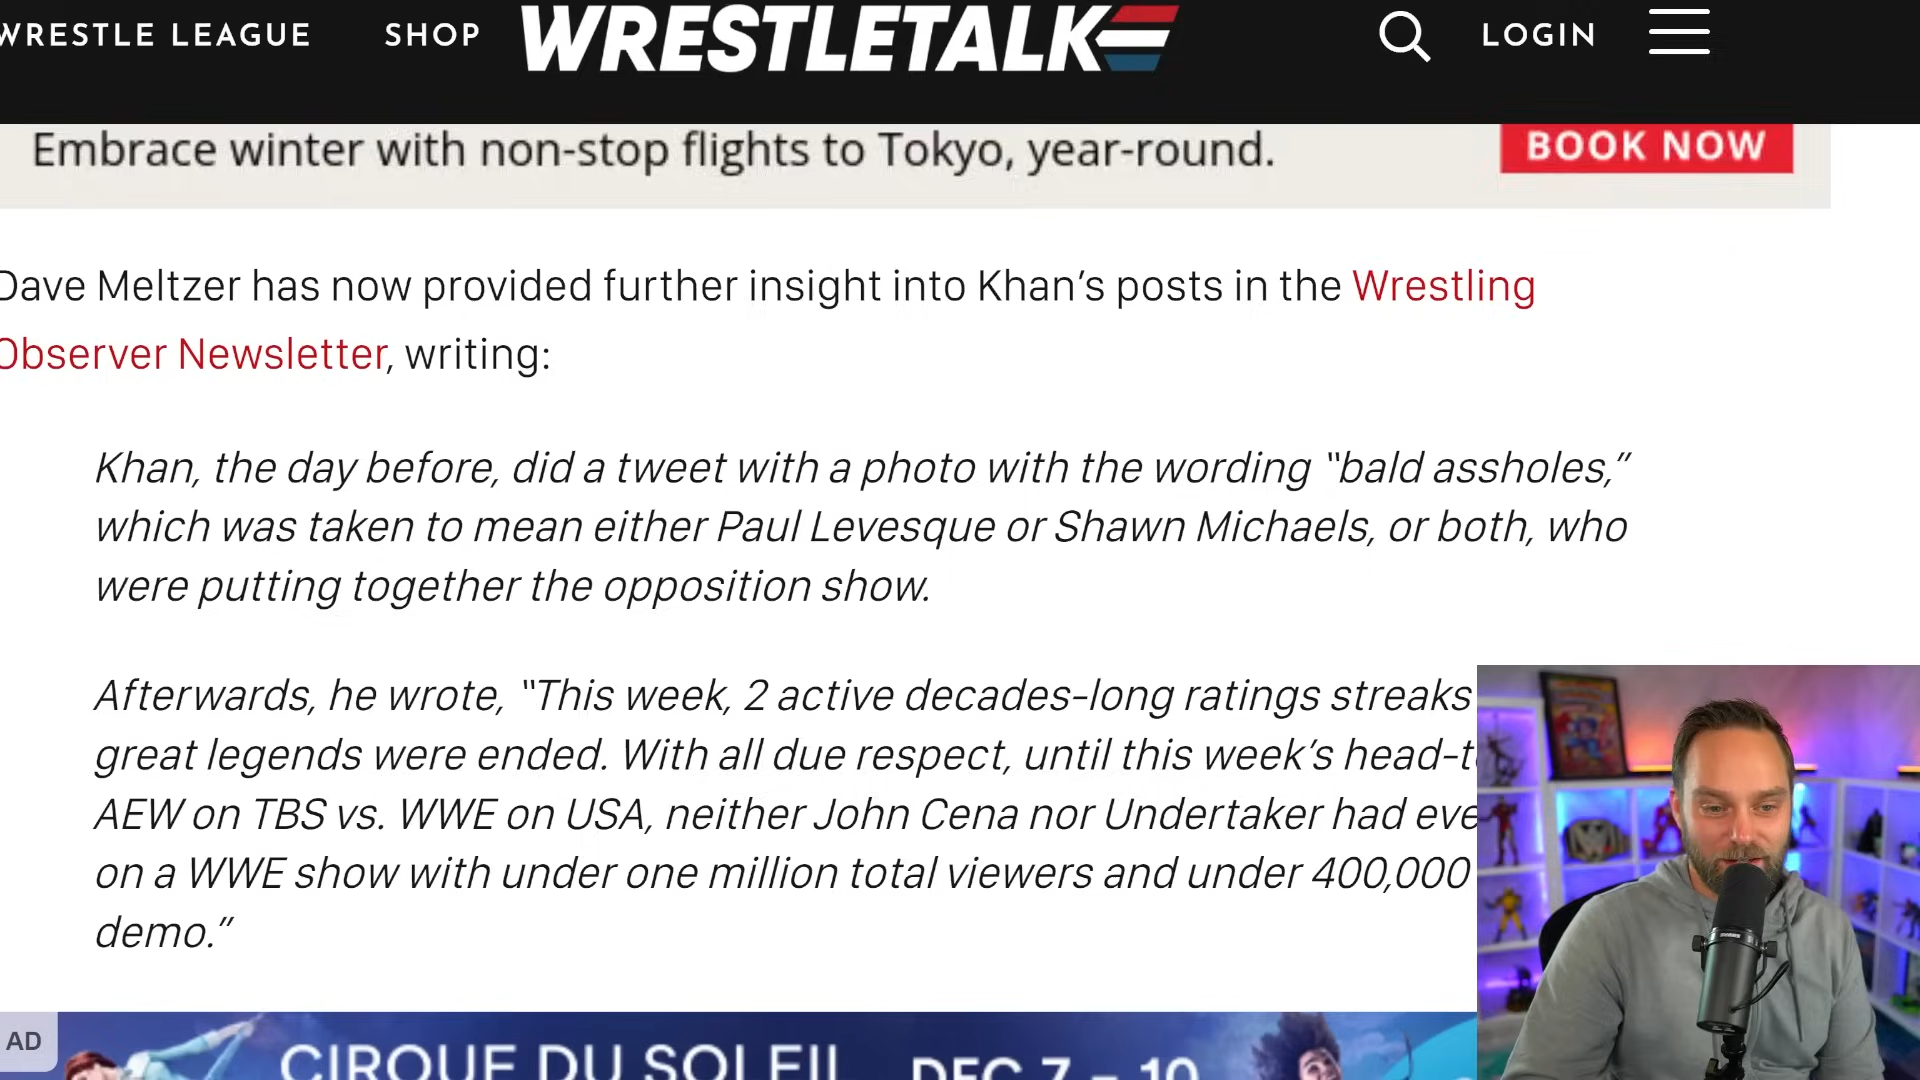 WRESTLE LEAGUE SHOP WRESTLETALK LOGIN
Embrace winter with non-stop flights to Tokyo, year-round. BOOK NOW
Dave Meltzer has now provided further insight into Khan’s posts in the Wrestling
Observer Newsletter, writing:
Khan, the day before, did a tweet with a photo with the wording “bald assholes,”
which was taken to mean either Paul Levesque or Shawn Michaels, or both, who
were putting together the opposition show.
Afterwards, he wrote, “This week, 2 active decades-long ratings streaks
great legends were ended. With all due respect, until this week’s head-t
AEW on TBS vs. WWE on USA, neither John Cena nor Undertaker had eve
on a WWE show with under one million total viewers and under 400,000
demo.”
AD
CIRQUE DU SOLEIL DEC 7 - 10